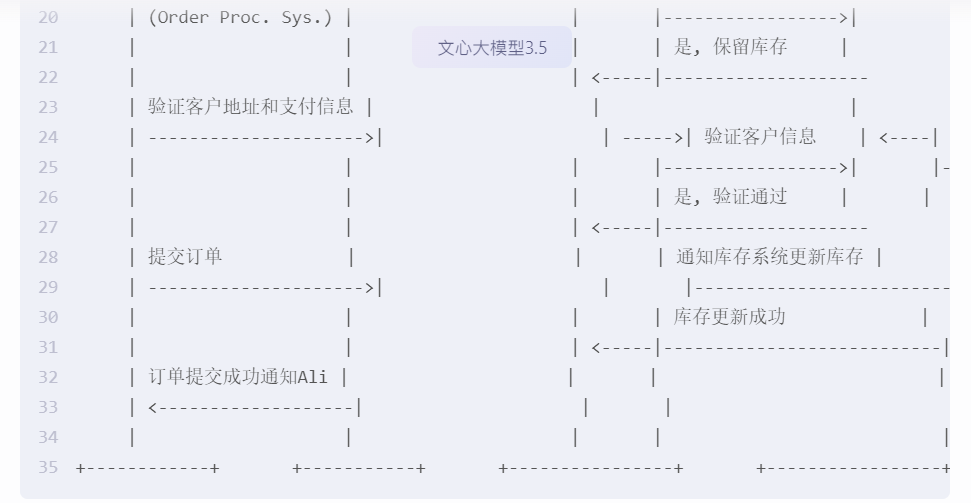 20 | (Order Proc. Sys.) | | |----------------->|
文心大模型3.5
21 | | | | 是, 保留库存 |
22 | | | <-----|--------------------
23 | 验证客户地址和支付信息 | | |
24 | --------------------->| | ----->| 验证客户信息 | <----|
25 | | | |----------------->| |-
26 | | | | 是, 验证通过 | |
27 | | | <-----|--------------------
28 | 提交订单 | | | 通知库存系统更新库存 |
29 | --------------------->| | |-------------------------
30 | | | | 库存更新成功 |
31 | | | <-----|---------------------------|
32 | 订单提交成功通知Ali | | | |
33 | <-------------------| | |
34 | | | | |
35 +------------+ +-----------+ +----------------+ +-----------------+